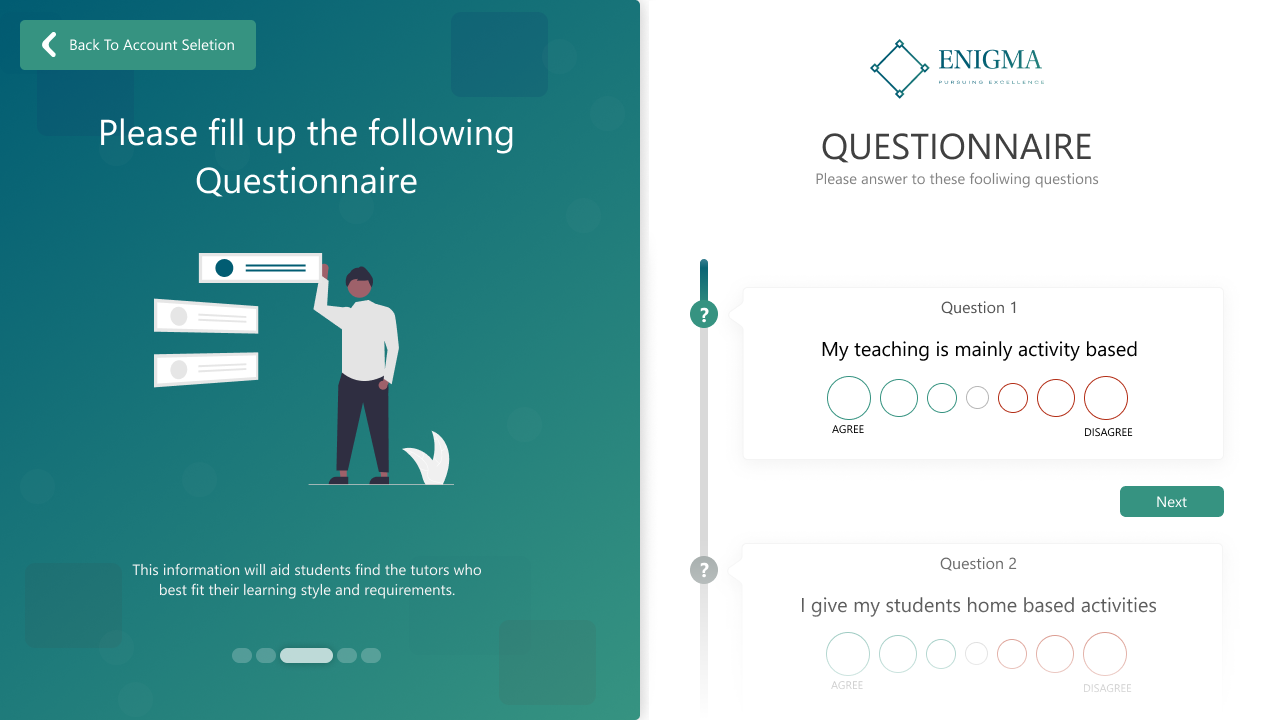 Back To Account Seletion
Please fill up the following
Questionnaire
This information will aid students find the tutors who
best fit their learning style and requirements.
ENIGMA
PURSUING EXCELLENCE
QUESTIONNAIRE
Please answer to these fooliwing questions
?
Question 1
My teaching is mainly activity based
AGREE
DISAGREE
Next
?
Question 2
I give my students home based activities
AGREE
DISAGREE